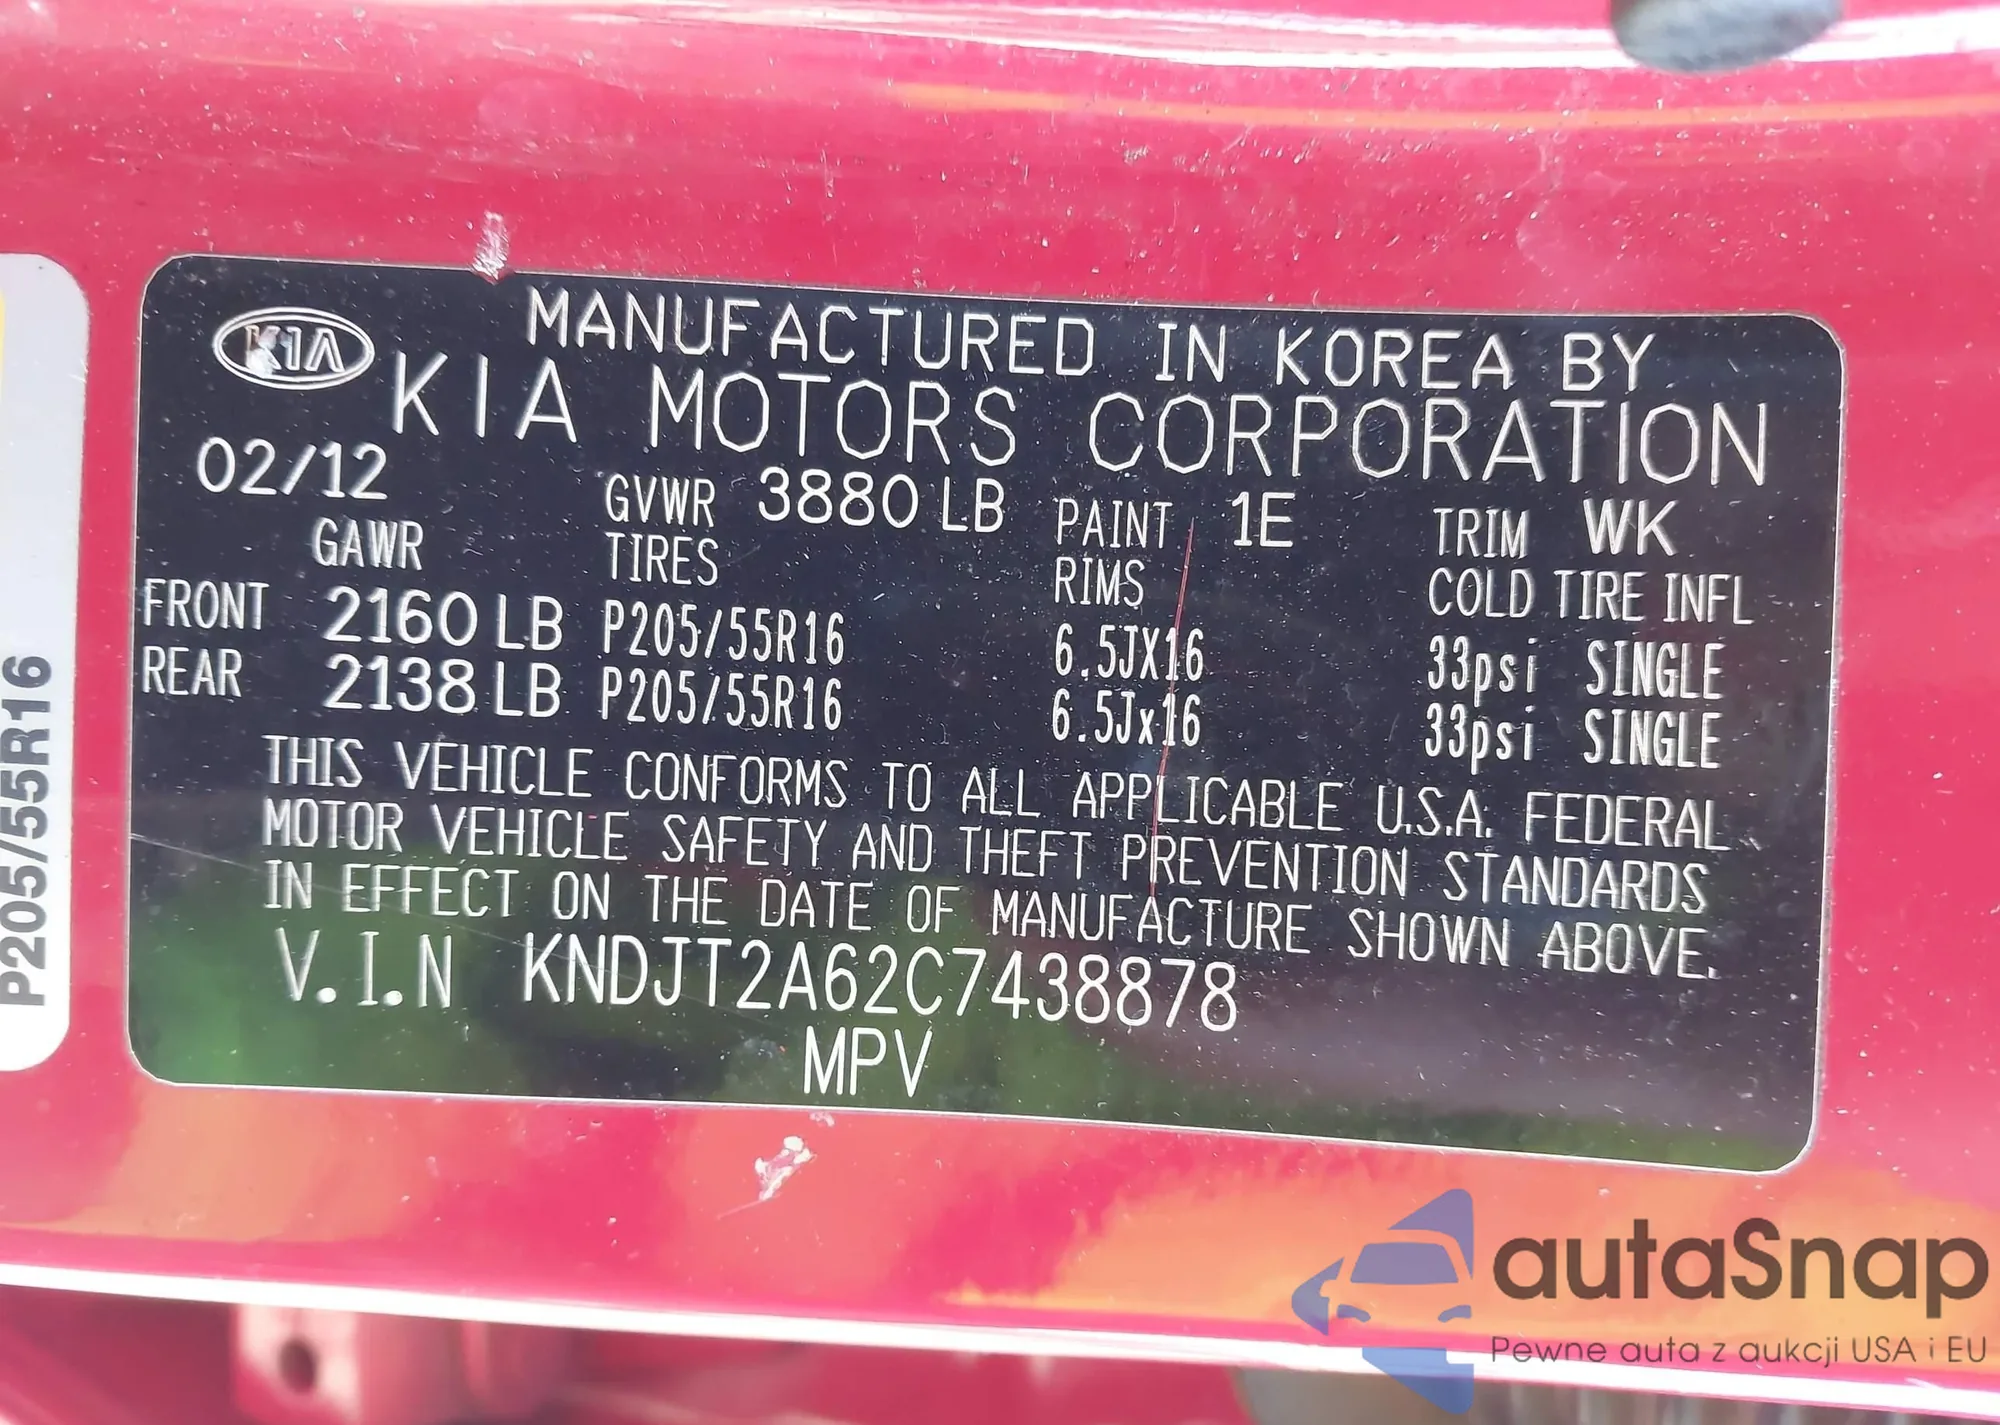 KIA
MANUFACTURED IN KOREA BY
KIA MOTORS CORPORATION
02/12 GVWR 3880 LB PAINT 1E TRIM WK
GAWR TIRES RIMS COLD TIRE INFL
FRONT 2160 LB P205/55R16 6.5JX16 33psi SINGLE
REAR 2138 LB P205/55R16 6.5Jx16 33psi SINGLE
THIS VEHICLE CONFORMS TO ALL APPLICABLE U.S.A. FEDERAL
MOTOR VEHICLE SAFETY AND THEFT PREVENTION STANDARDS
IN EFFECT ON THE DATE OF MANUFACTURE SHOWN ABOVE.
V.I.N KNDJT2A62C7438878
MPV
P205/55R16
autaSnap
Pewne auta z aukcji USA i EU